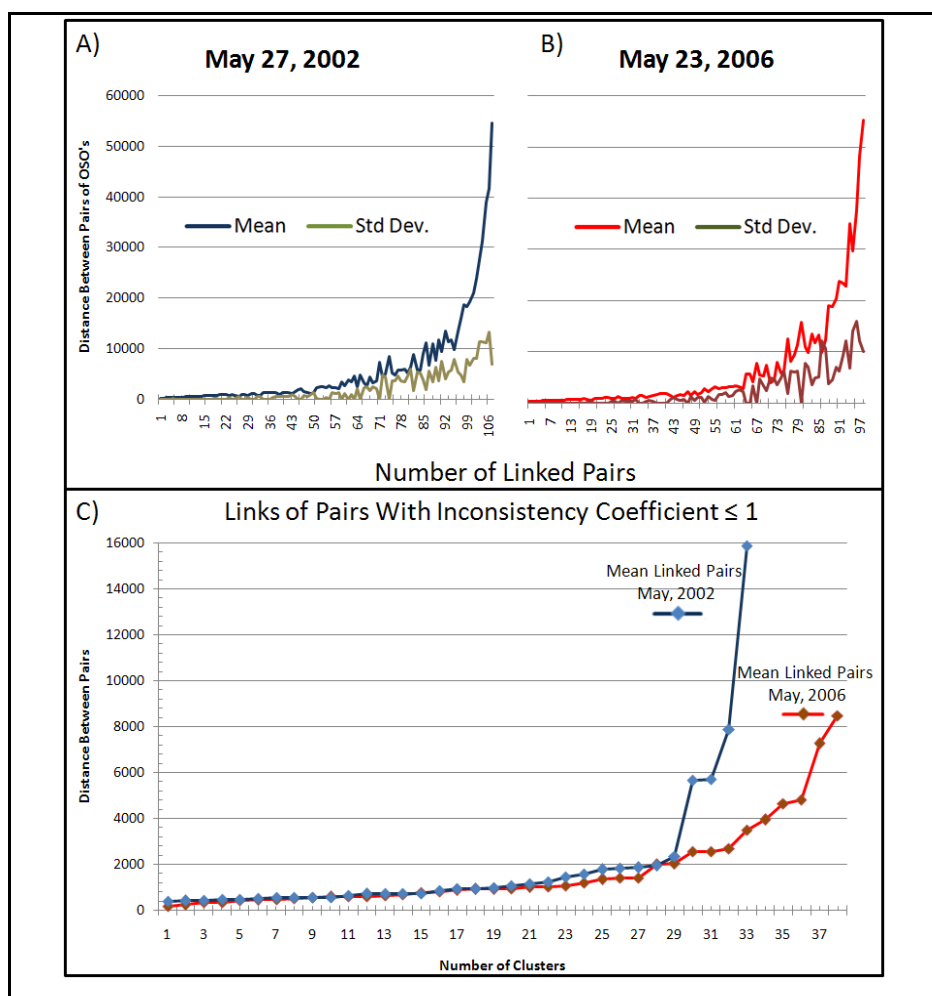 A)
May 27, 2002
B)
May 23, 2006
Distance Between Pairs of OSO's
60000
50000
40000
30000
20000
10000
0
Mean
Std Dev.
Mean
Std Dev.
1 8 15 22 29 36 43 50 57 64 71 78 85 92 99 106
1 7 13 19 25 31 37 43 49 55 61 67 73 79 85 91 97
Number of Linked Pairs
C)
Links of Pairs With Inconsistency Coefficient ≤ 1
Distance Between Pairs
16000
14000
12000
10000
8000
6000
4000
2000
0
Mean Linked Pairs
May, 2002
Mean Linked Pairs
May, 2006
1 3 5 7 9 11 13 15 17 19 21 23 25 27 29 31 33 35 37
Number of Clusters